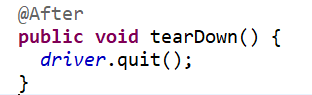 @After
public void tearDown() {
driver.quit();
}